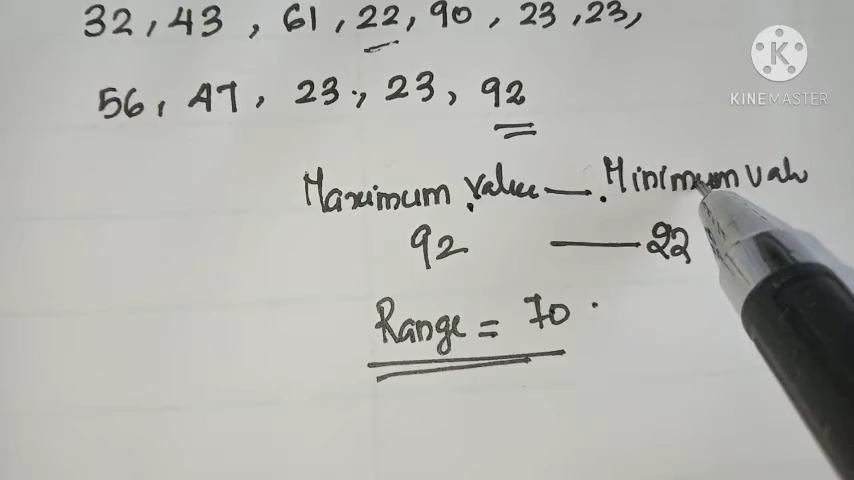 32, 43, 61, 22, 90, 23, 23,
56, 47, 23, 23, 92
KINEMASTER
Maximum value — Minimum valu
92 — 22
Range = 70